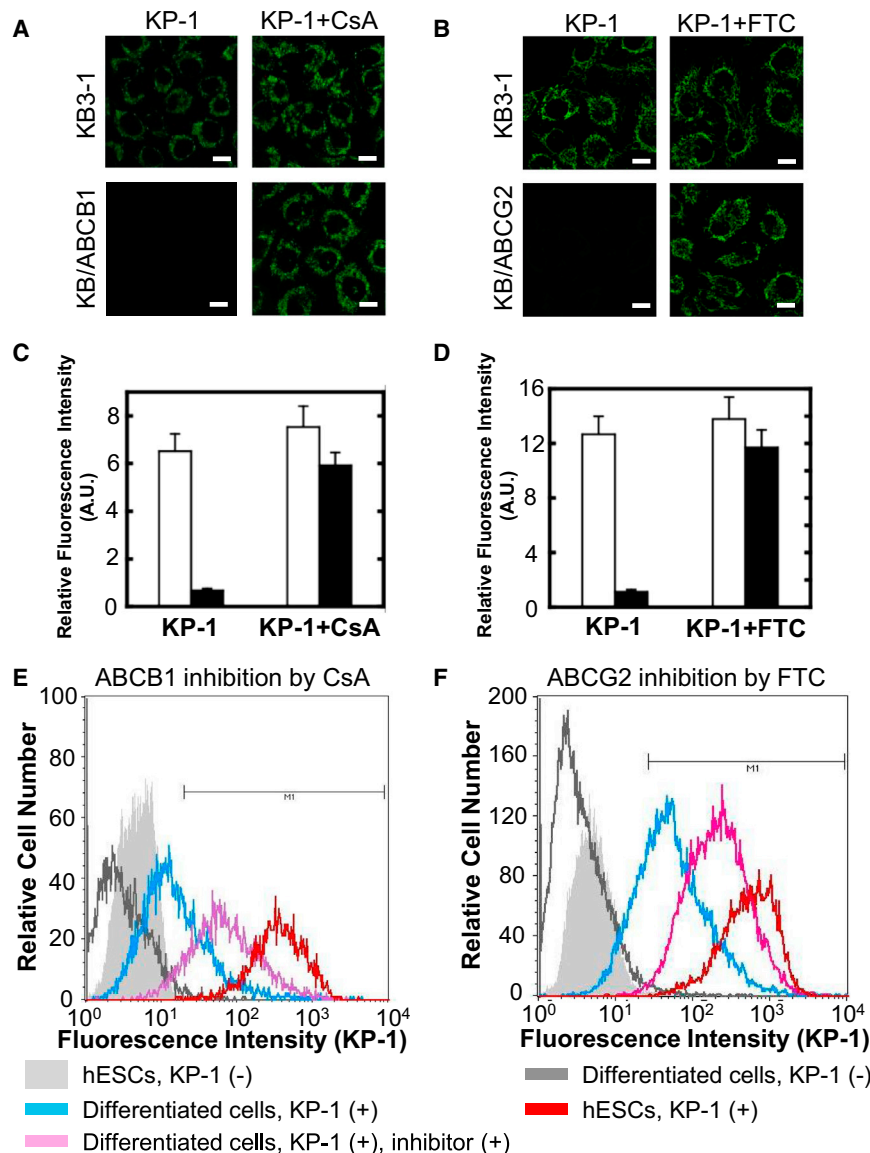 A
KP-1 KP-1+CsA
KB3-1
KB/ABCB1
B
KP-1 KP-1+FTC
KB3-1
KB/ABCG2
C
Relative Fluorescence Intensity
(A.U.)
8
6
4
2
0
KP-1 KP-1+CsA
D
Relative Fluorescence Intensity
(A.U.)
16
12
8
4
0
KP-1 KP-1+FTC
E ABCB1 inhibition by CsA
Relative Cell Number
100
80
60
40
20
0
M1
10⁰ 10¹ 10² 10³ 10⁴
Fluorescence Intensity (KP-1)
F ABCG2 inhibition by FTC
Relative Cell Number
200
160
120
80
40
0
M1
10⁰ 10¹ 10² 10³ 10⁴
Fluorescence Intensity (KP-1)
hESCs, KP-1 (-)
Differentiated cells, KP-1 (+)
Differentiated cells, KP-1 (+), inhibitor (+)
Differentiated cells, KP-1 (-)
hESCs, KP-1 (+)